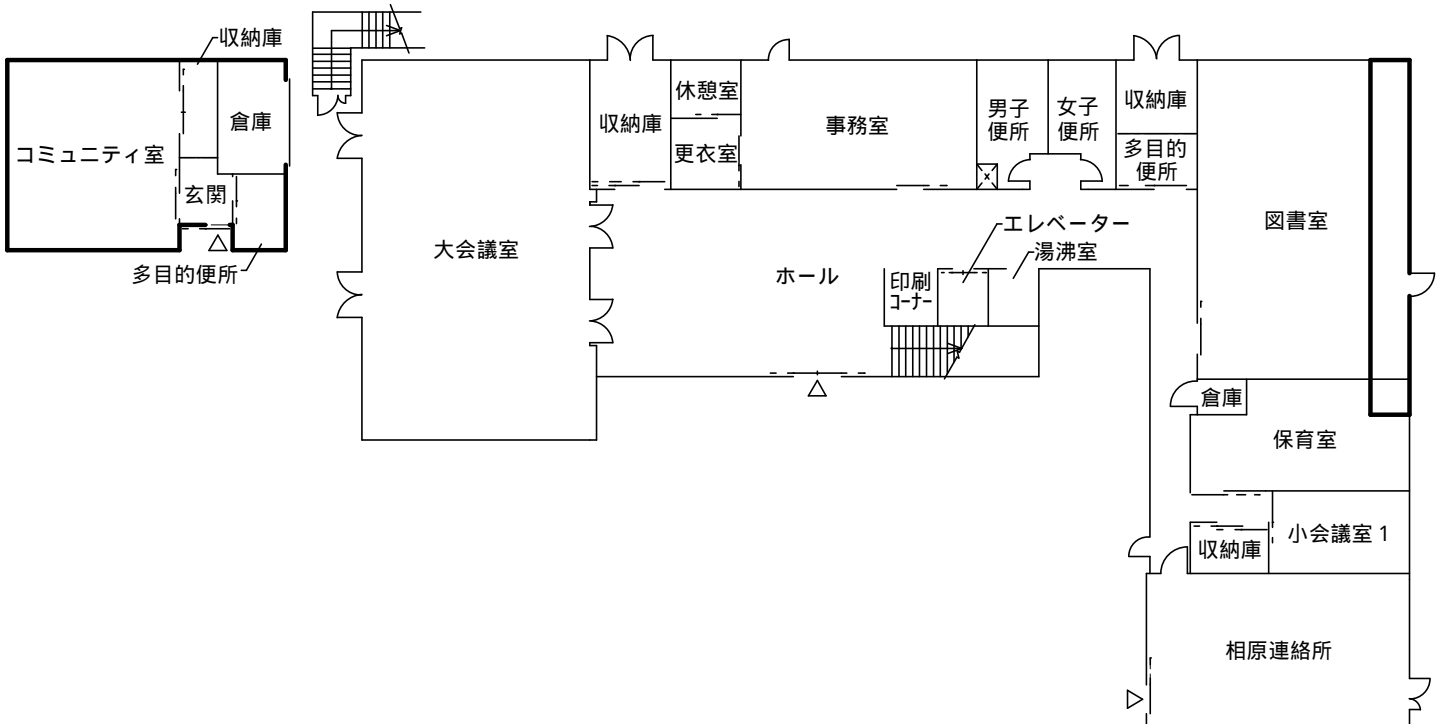 収納庫
倉庫
コミュニティ室
玄関
多目的便所
大会議室
収納庫
休憩室
更衣室
事務室
男子
便所
女子
便所
収納庫
多目的
便所
図書室
ホール
エレベーター
湯沸室
印刷
コーナー
倉庫
保育室
小会議室1
収納庫
相原連絡所